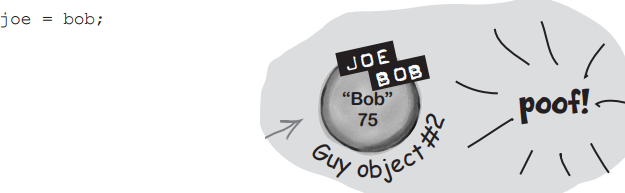 joe = bob;
JOE
BOB
"Bob"
75
poof!
Guy object #2